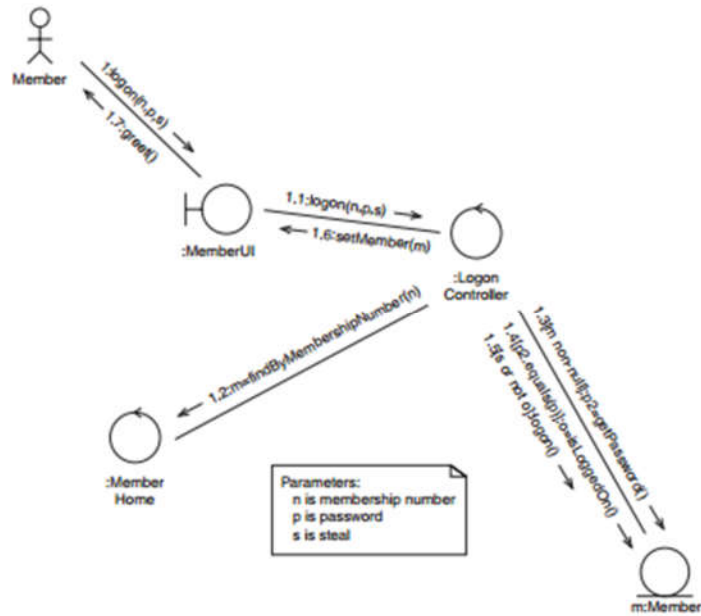 Member
1:logon(n,p,s)
1.7:greet()
:MemberUI
1.1:logon(n,p,s)
1.6:setMember(m)
:Logon
Controller
1.2:m=findByMembershipNumber(n)
1.3[m non-null]:p2=getPassword()
1.4[p2.equals(p)]:o=isLoggedOn()
1.5[s or not o]:logon()
:Member
Home
Parameters:
n is membership number
p is password
s is steal
m:Member